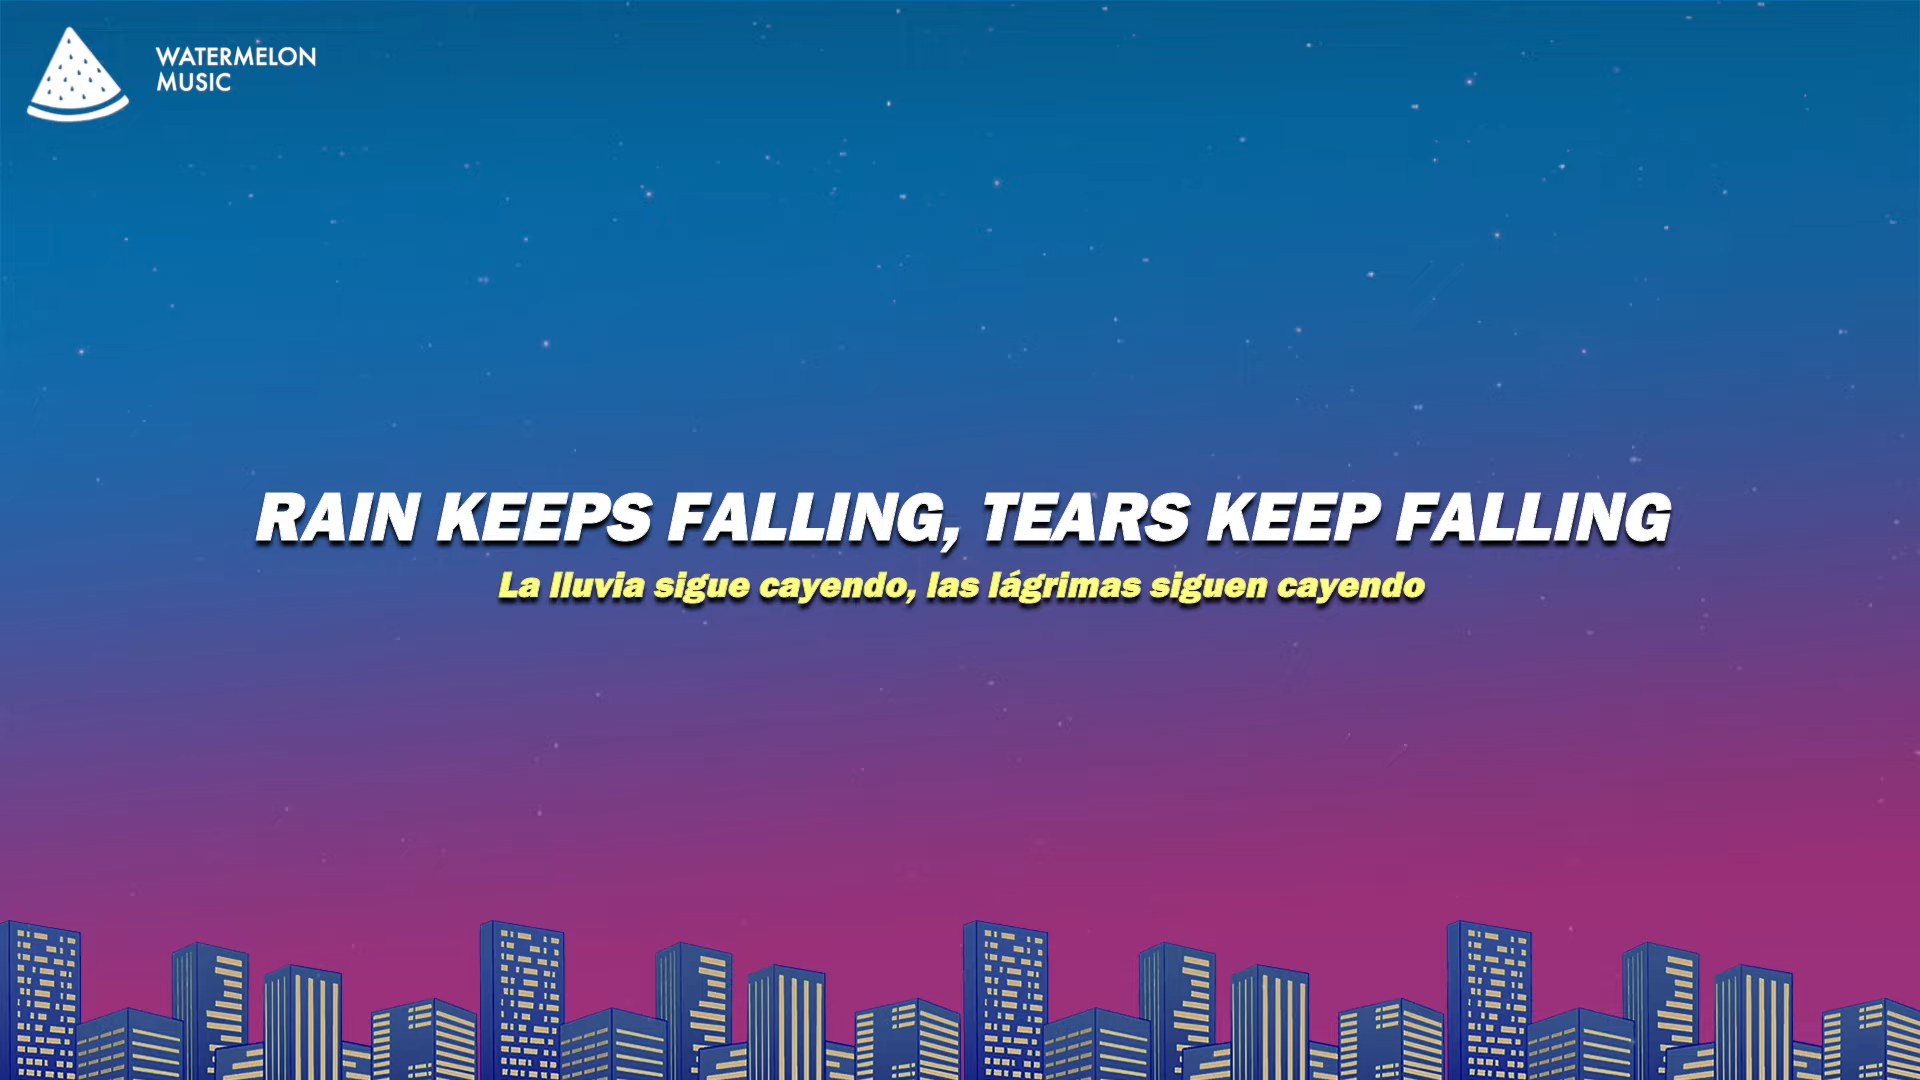 WATERMELON
MUSIC
RAIN KEEPS FALLING, TEARS KEEP FALLING
La lluvia sigue cayendo, las lágrimas siguen cayendo